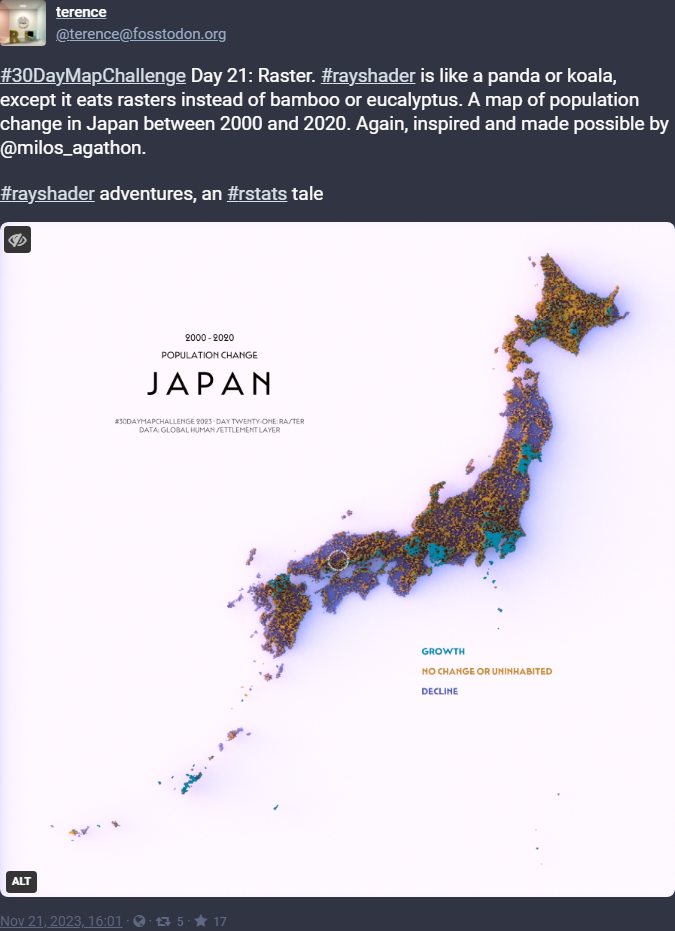 terence
@terence@fosstodon.org
#30DayMapChallenge Day 21: Raster. #rayshader is like a panda or koala,
except it eats rasters instead of bamboo or eucalyptus. A map of population
change in Japan between 2000 and 2020. Again, inspired and made possible by
@milos_agathon.
#rayshader adventures, an #rstats tale
2000 - 2020
POPULATION CHANGE
JAPAN
#30DAYMAPCHALLENGE 2023 · DAY TWENTY-ONE: RASTER
DATA: GLOBAL HUMAN SETTLEMENT LAYER
GROWTH
NO CHANGE OR UNINHABITED
DECLINE
ALT
Nov 21, 2023, 16:01 · · 5 · 17